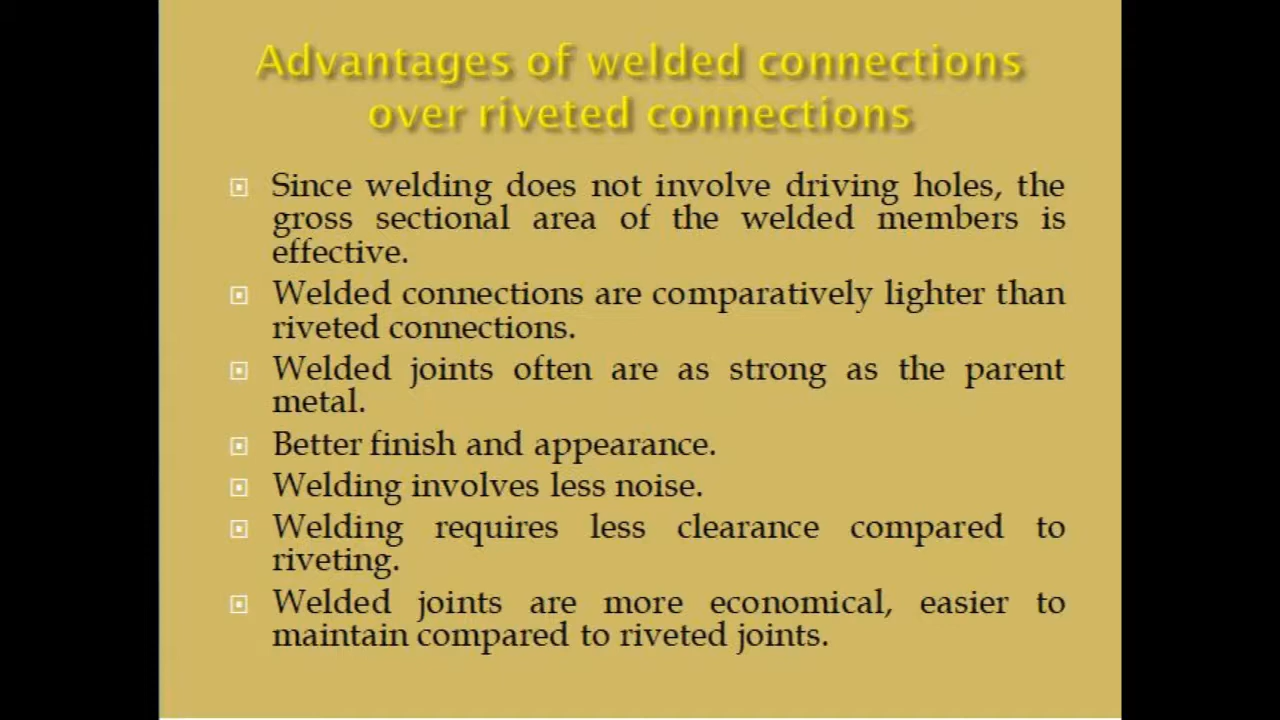 Advantages of welded connections
over riveted connections
Since welding does not involve driving holes, the
gross sectional area of the welded members is
effective.
Welded connections are comparatively lighter than
riveted connections.
Welded joints often are as strong as the parent
metal.
Better finish and appearance.
Welding involves less noise.
Welding requires less clearance compared to
riveting.
Welded joints are more economical, easier to
maintain compared to riveted joints.